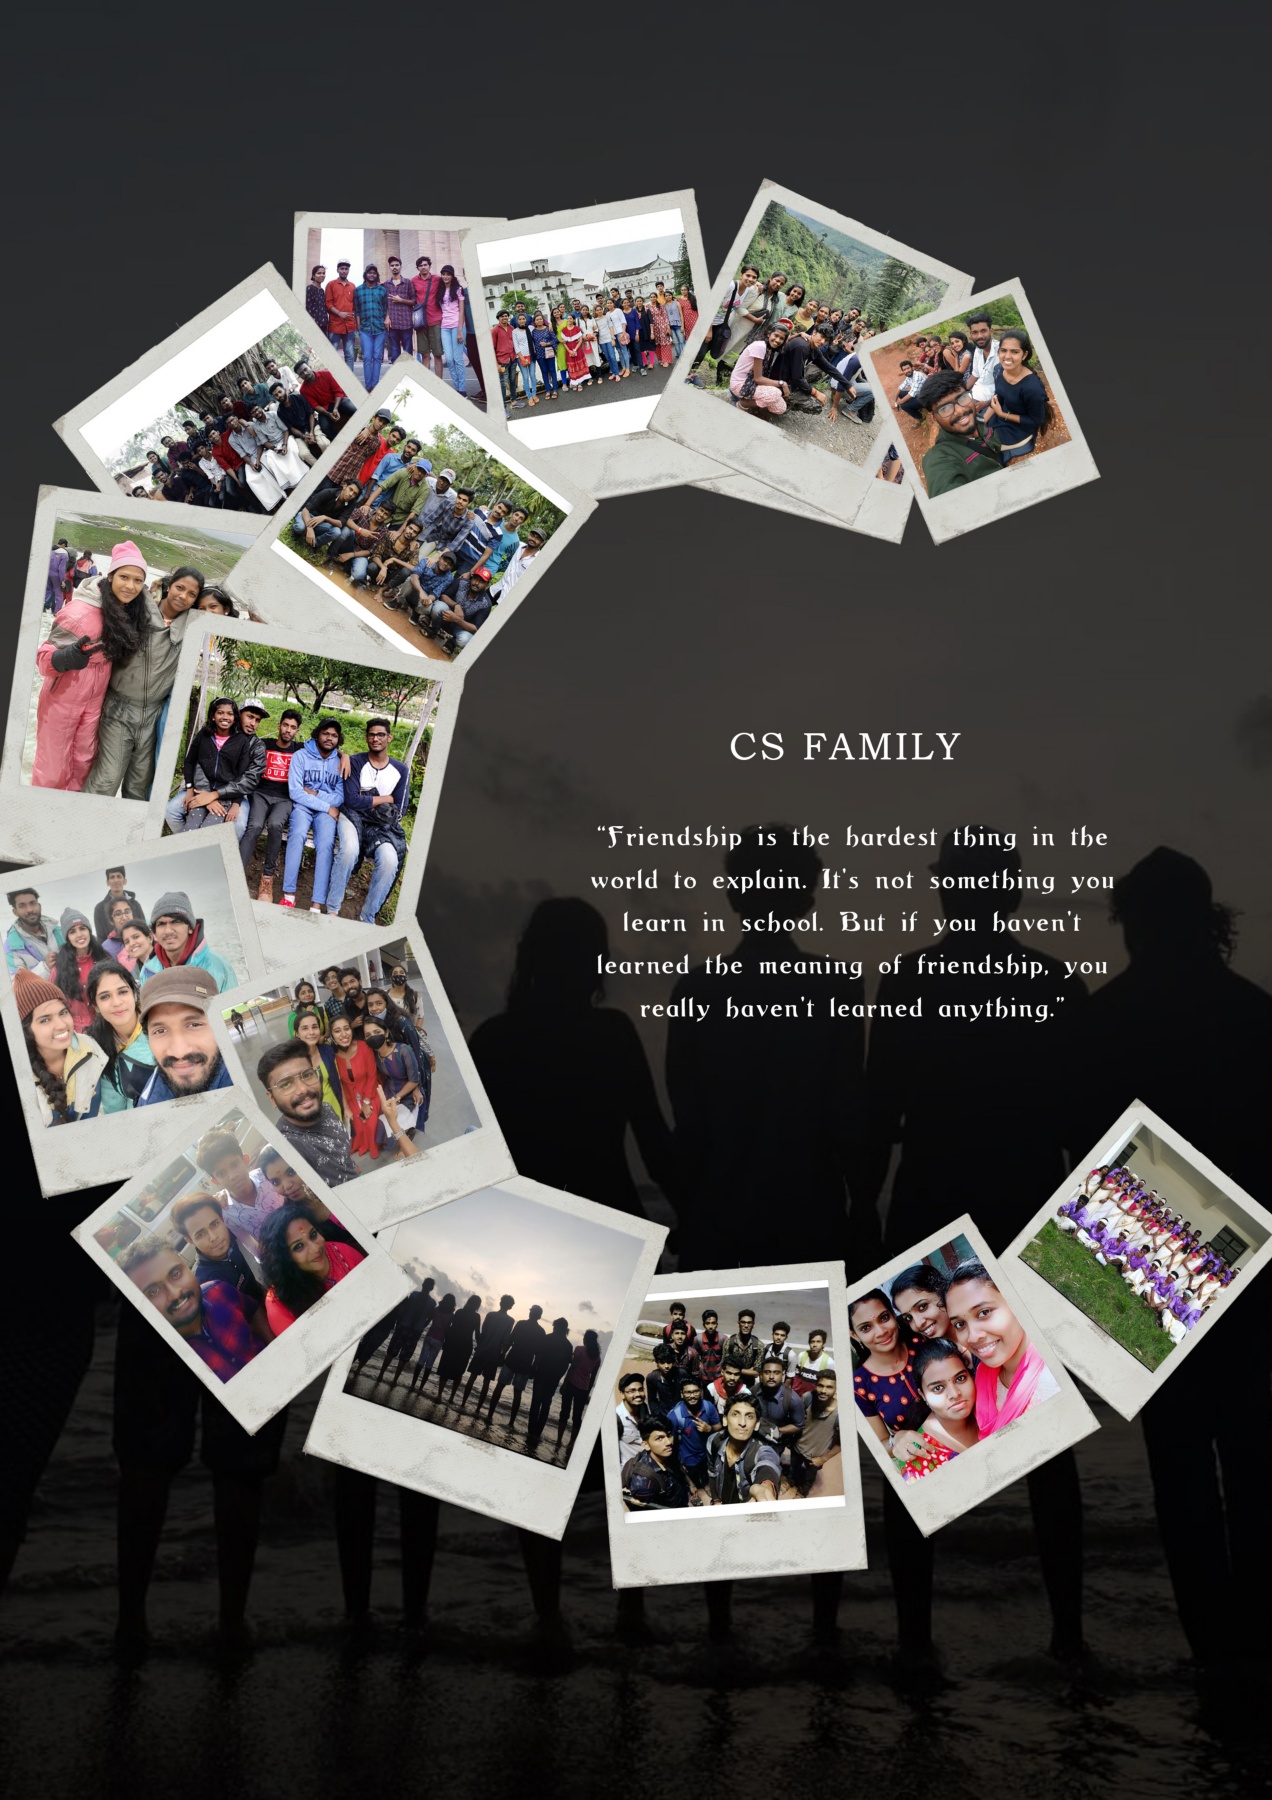 CS FAMILY
“Friendship is the hardest thing in the
world to explain. It's not something you
learn in school. But if you haven't
learned the meaning of friendship, you
really haven't learned anything.”